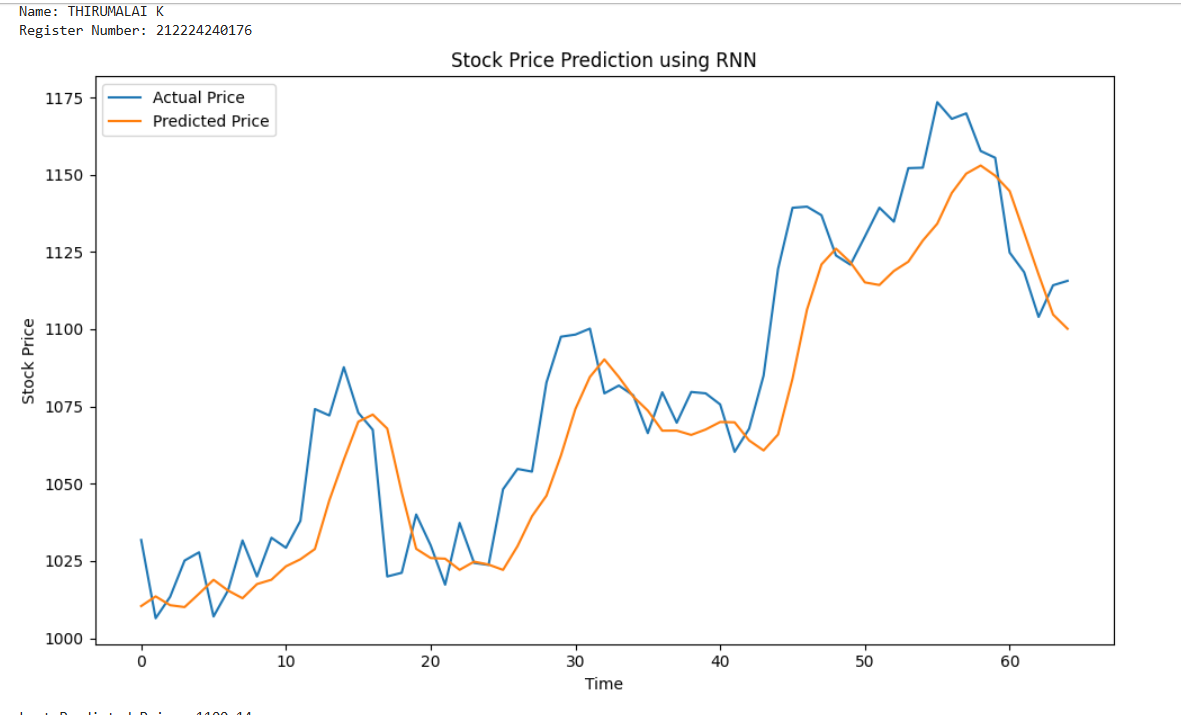 Name: THIRUMALAI K
Register Number: 212224240176
Stock Price Prediction using RNN
Actual Price
Predicted Price
1175
1150
1125
1100
1075
1050
1025
1000
Stock Price
0 10 20 30 40 50 60
Time